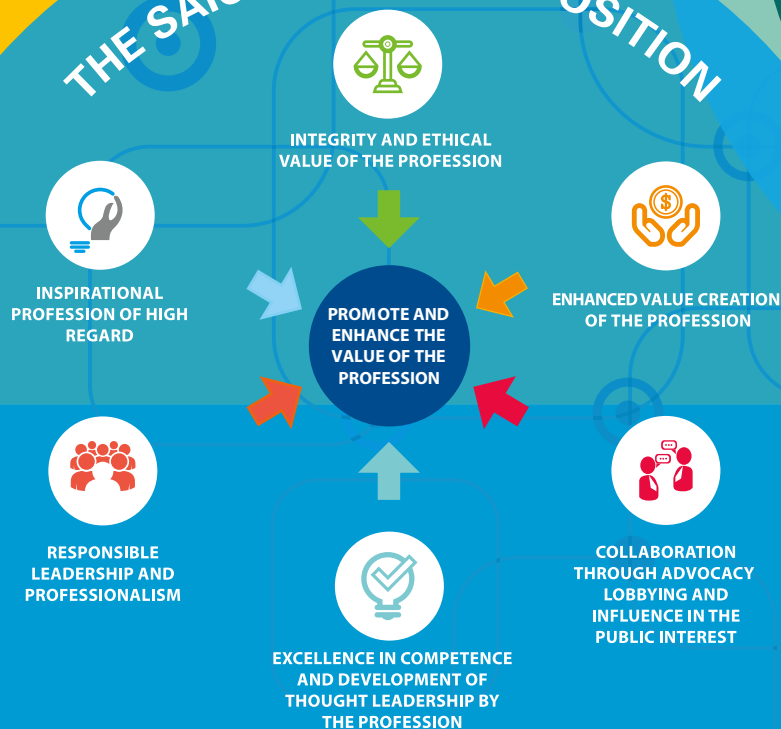 THE
POSITION
INTEGRITY AND ETHICAL
VALUE OF THE PROFESSION
INSPIRATIONAL
PROFESSION OF HIGH
REGARD
ENHANCED VALUE CREATION
OF THE PROFESSION
PROMOTE AND
ENHANCE THE
VALUE OF THE
PROFESSION
RESPONSIBLE
LEADERSHIP AND
PROFESSIONALISM
COLLABORATION
THROUGH ADVOCACY
LOBBYING AND
INFLUENCE IN THE
PUBLIC INTEREST
EXCELLENCE IN COMPETENCE
AND DEVELOPMENT OF
THOUGHT LEADERSHIP BY
THE PROFESSION